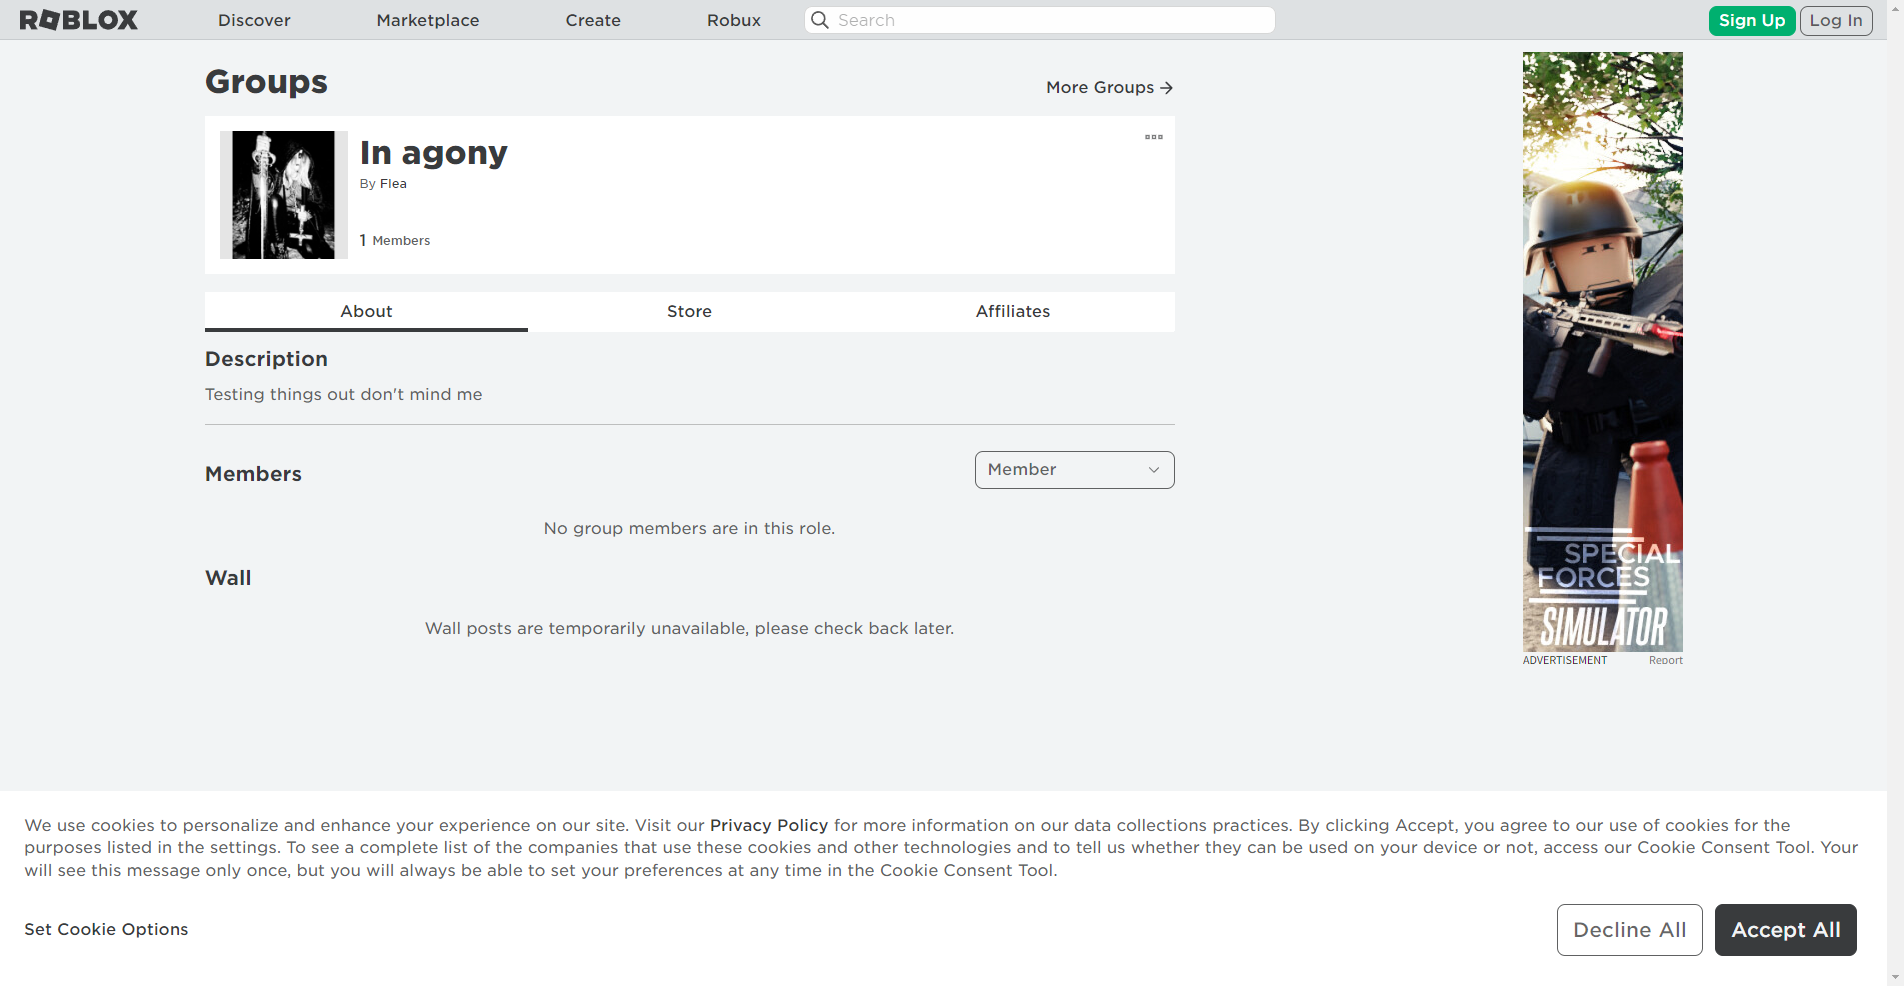 ROBLOX
Discover
Marketplace
Create
Robux
Search
Sign Up
Log In
Groups
More Groups →
In agony
By Flea
1 Members
About
Store
Affiliates
Description
Testing things out don't mind me
Members
Member
No group members are in this role.
Wall
Wall posts are temporarily unavailable, please check back later.
SPECIAL
FORCES
SIMULATOR
ADVERTISEMENT
Report
We use cookies to personalize and enhance your experience on our site. Visit our Privacy Policy for more information on our data collections practices. By clicking Accept, you agree to our use of cookies for the
purposes listed in the settings. To see a complete list of the companies that use these cookies and other technologies and to tell us whether they can be used on your device or not, access our Cookie Consent Tool. Your
will see this message only once, but you will always be able to set your preferences at any time in the Cookie Consent Tool.
Set Cookie Options
Decline All
Accept All